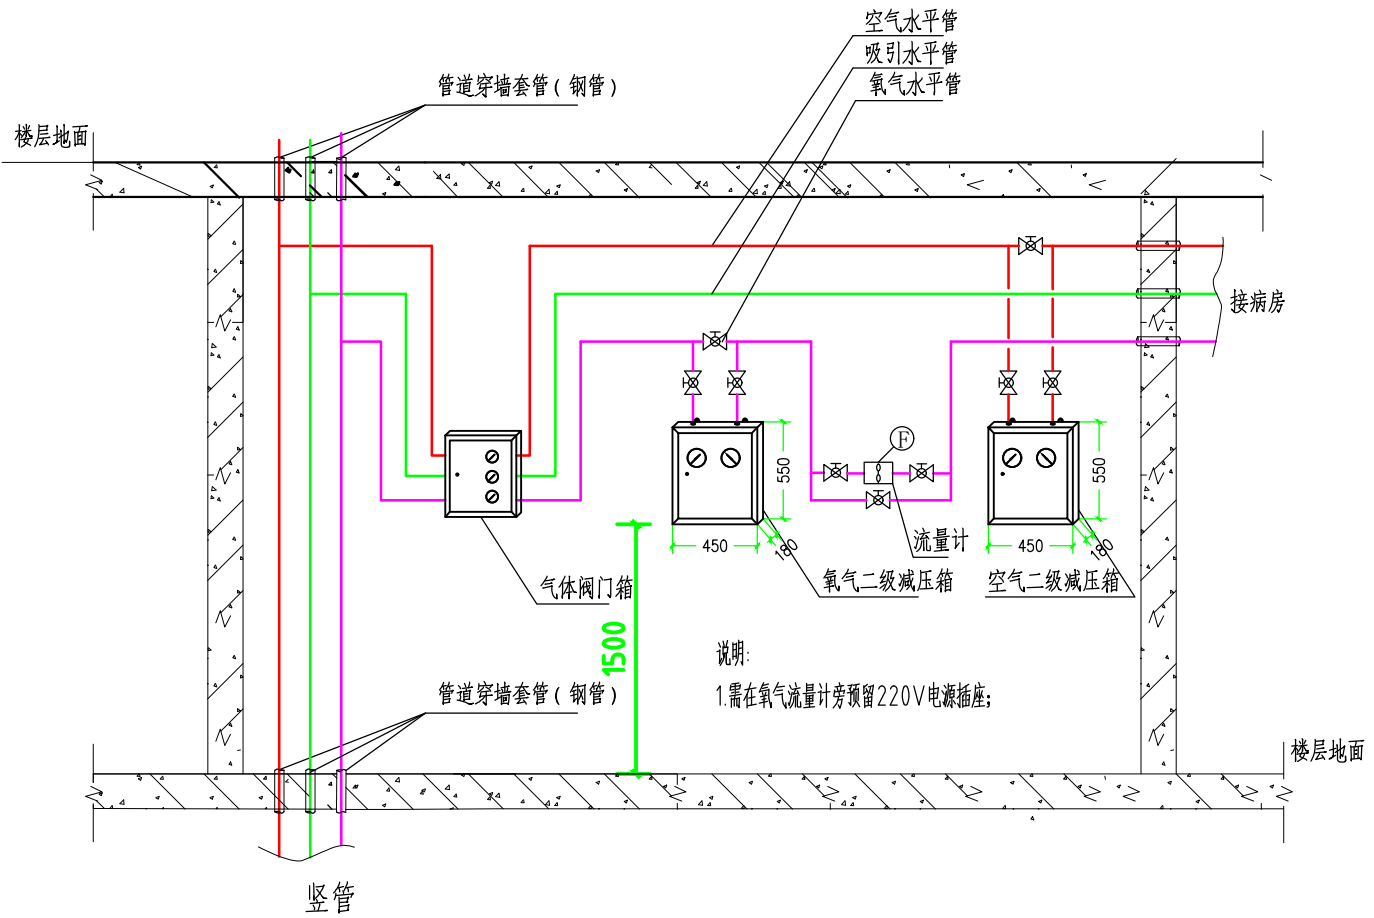 空气水平管
吸引水平管
氧气水平管
管道穿墙套管(钢管)
楼层地面
接病房
F
550
550
450
180
450
180
流量计
气体阀门箱
氧气二级减压箱
空气二级减压箱
1500
说明:
1.需在氧气流量计旁预留220V电源插座;
管道穿墙套管(钢管)
楼层地面
竖管